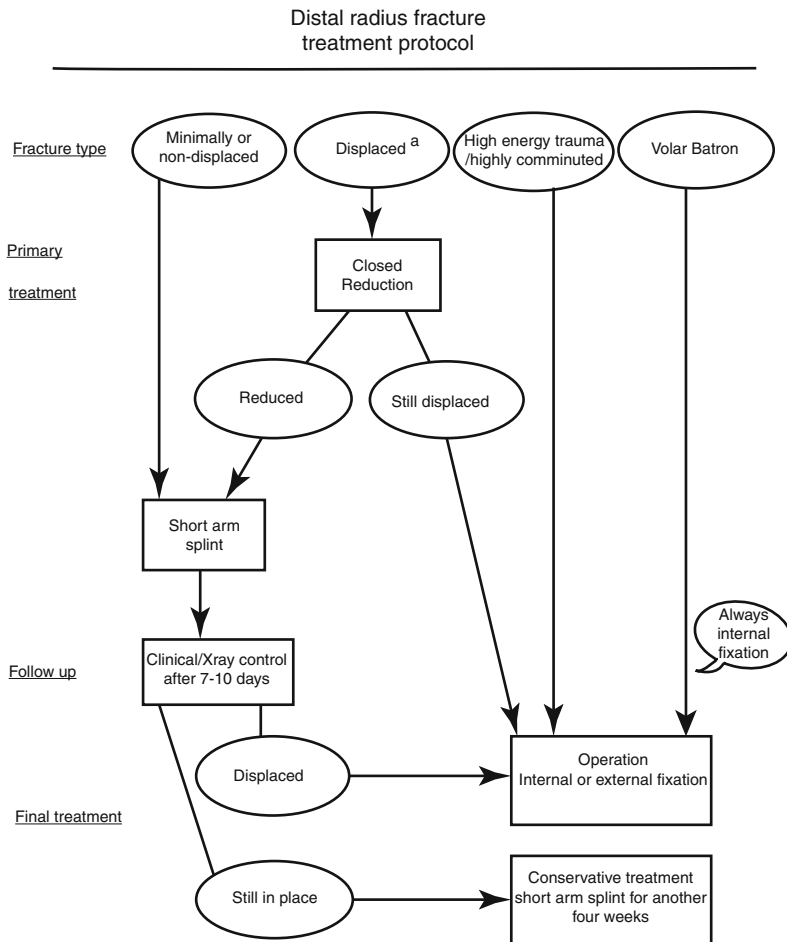 Distal radius fracture
treatment protocol
Fracture type
Minimally or
non-displaced
Displaced a
High energy trauma
/highly comminuted
Volar Batron
Primary
treatment
Closed
Reduction
Reduced
Still displaced
Short arm
splint
Always
internal
fixation
Follow up
Clinical/Xray control
after 7-10 days
Displaced
Operation
Internal or external fixation
Final treatment
Still in place
Conservative treatment
short arm splint for another
four weeks